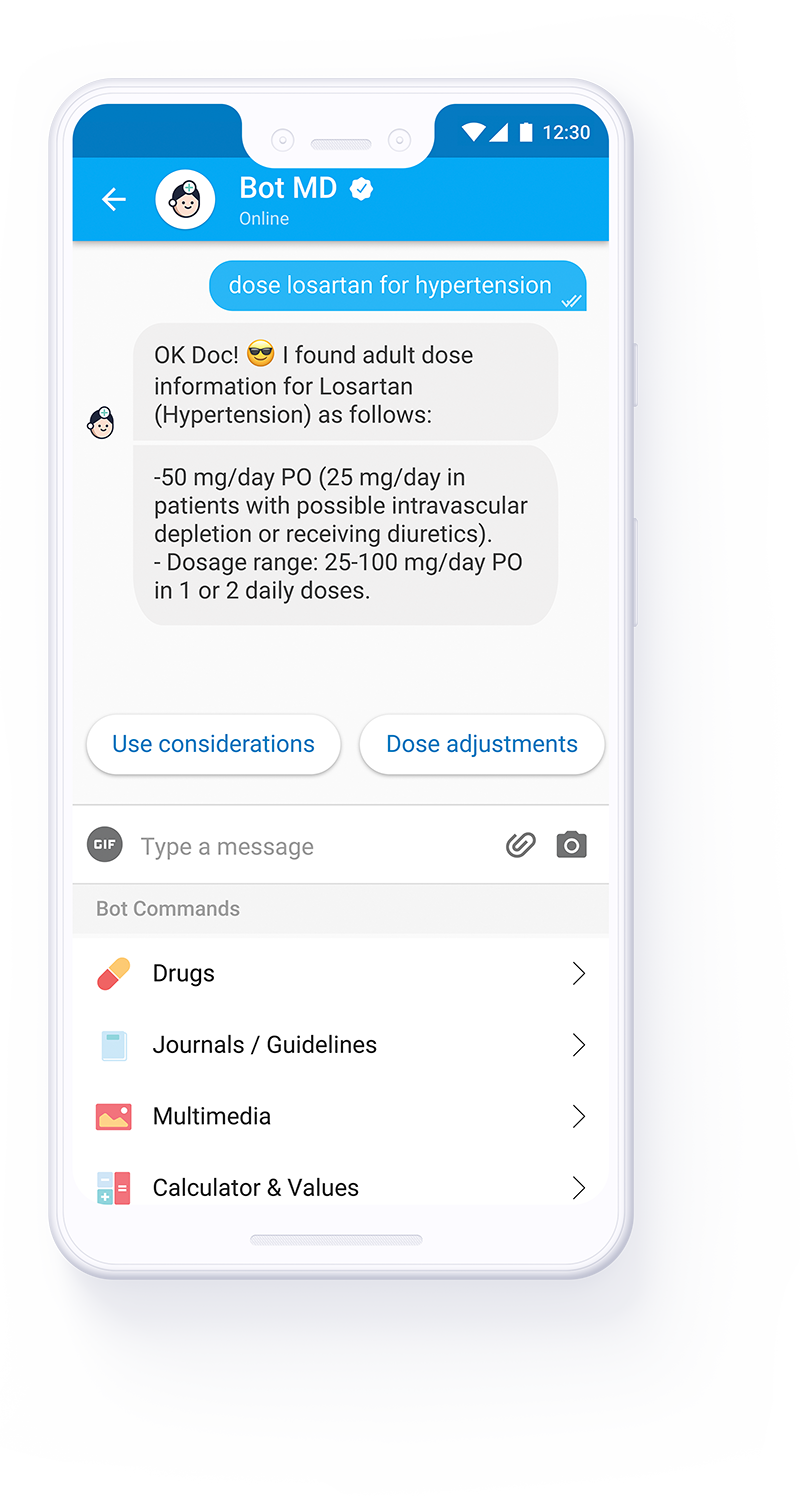 12:30
Bot MD
Online
dose losartan for hypertension
OK Doc! 😎 I found adult dose
information for Losartan
(Hypertension) as follows:
-50 mg/day PO (25 mg/day in
patients with possible intravascular
depletion or receiving diuretics).
- Dosage range: 25-100 mg/day PO
in 1 or 2 daily doses.
Use considerations
Dose adjustments
GIF
Type a message
Bot Commands
Drugs
Journals / Guidelines
Multimedia
Calculator & Values